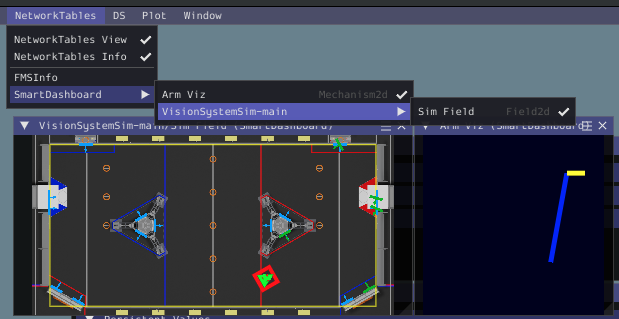 NetworkTables DS Plot Window
NetworkTables View
NetworkTables Info
FMSInfo
SmartDashboard
Arm Viz Mechanism2d
VisionSystemSim-main
Sim Field Field2d
VisionSystemSim-main/Sim Field (SmartDashboard)
Arm Viz (SmartDashboard)
Persistent Values